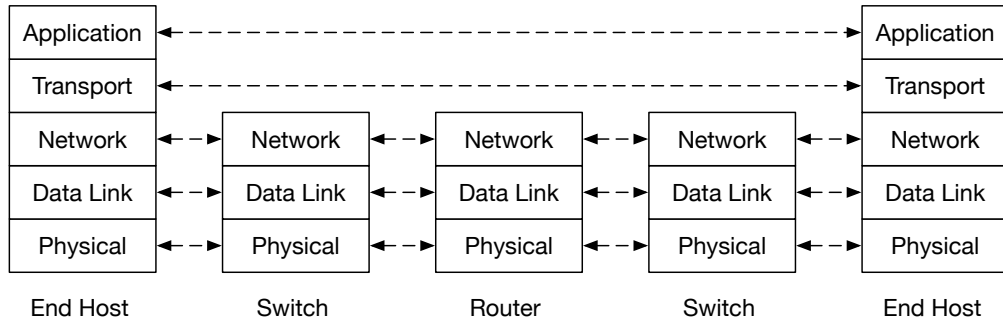 Application Application
Transport Transport
Network Network Network Network Network
Data Link Data Link Data Link Data Link Data Link
Physical Physical Physical Physical Physical
End Host Switch Router Switch End Host